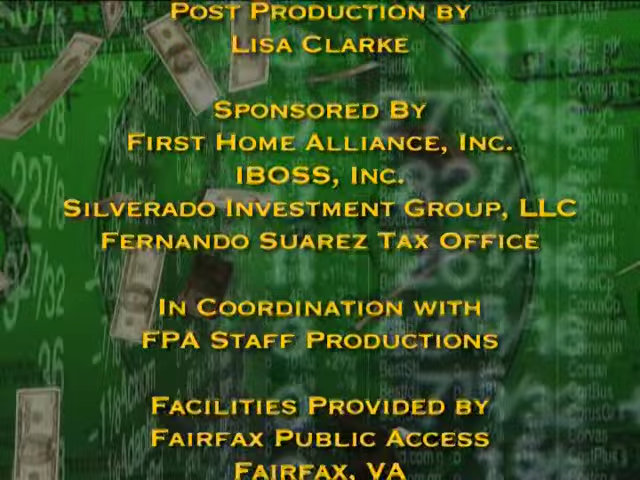 Post Production by
Lisa Clarke
Sponsored By
First Home Alliance, Inc.
IBOSS, Inc.
Silverado Investment Group, LLC
Fernando Suarez Tax Office
In Coordination with
FPA Staff Productions
Facilities Provided by
Fairfax Public Access
Fairfax, VA